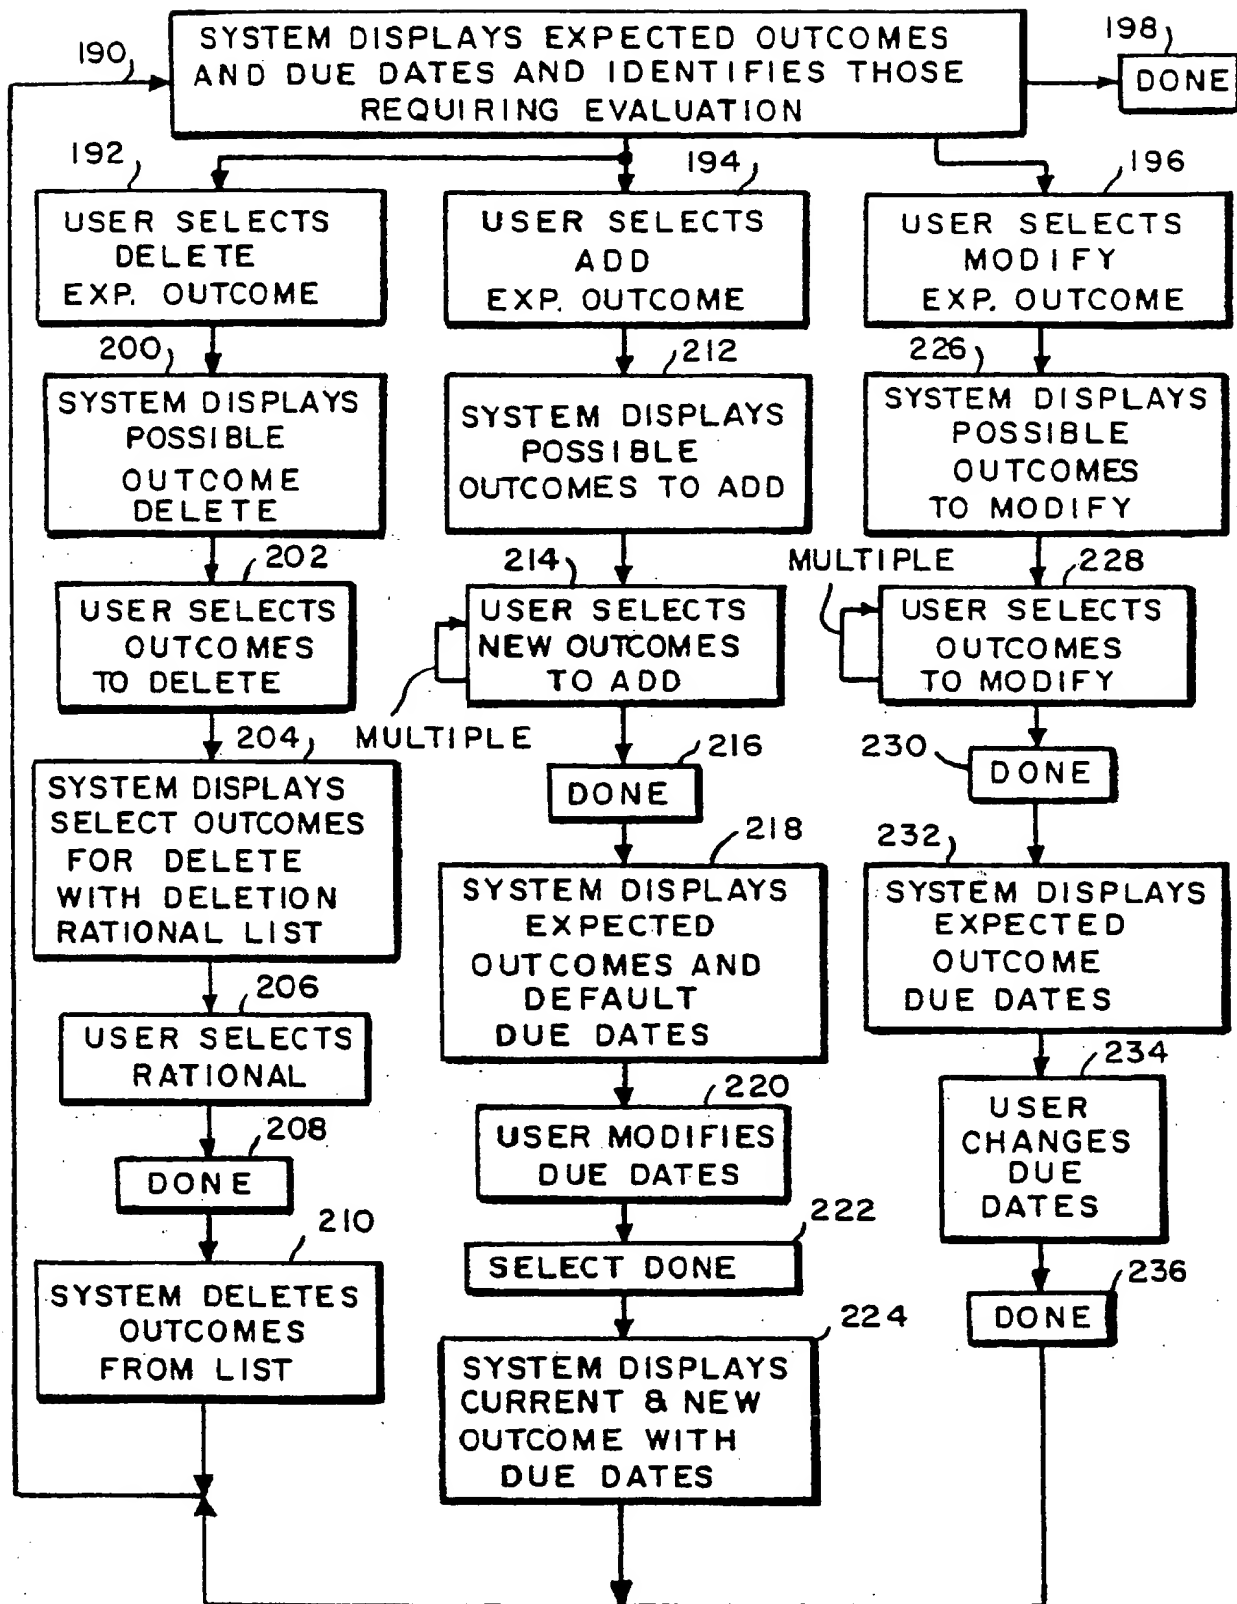 190
SYSTEM DISPLAYS EXPECTED OUTCOMES
AND DUE DATES AND IDENTIFIES THOSE
REQUIRING EVALUATION
198
DONE
192
USER SELECTS
DELETE
EXP. OUTCOME
200
SYSTEM DISPLAYS
POSSIBLE
OUTCOME
DELETE
202
USER SELECTS
OUTCOMES
TO DELETE
204
SYSTEM DISPLAYS
SELECT OUTCOMES
FOR DELETE
WITH DELETION
RATIONAL LIST
206
USER SELECTS
RATIONAL
208
DONE
210
SYSTEM DELETES
OUTCOMES
FROM LIST
194
USER SELECTS
ADD
EXP. OUTCOME
212
SYSTEM DISPLAYS
POSSIBLE
OUTCOMES TO ADD
214
USER SELECTS
NEW OUTCOMES
TO ADD
MULTIPLE
216
DONE
218
SYSTEM DISPLAYS
EXPECTED
OUTCOMES AND
DEFAULT
DUE DATES
220
USER MODIFIES
DUE DATES
222
SELECT DONE
224
SYSTEM DISPLAYS
CURRENT & NEW
OUTCOME WITH
DUE DATES
196
USER SELECTS
MODIFY
EXP. OUTCOME
226
SYSTEM DISPLAYS
POSSIBLE
OUTCOMES
TO MODIFY
MULTIPLE
228
USER SELECTS
OUTCOMES
TO MODIFY
230
DONE
232
SYSTEM DISPLAYS
EXPECTED
OUTCOME
DUE DATES
234
USER
CHANGES
DUE
DATES
236
DONE